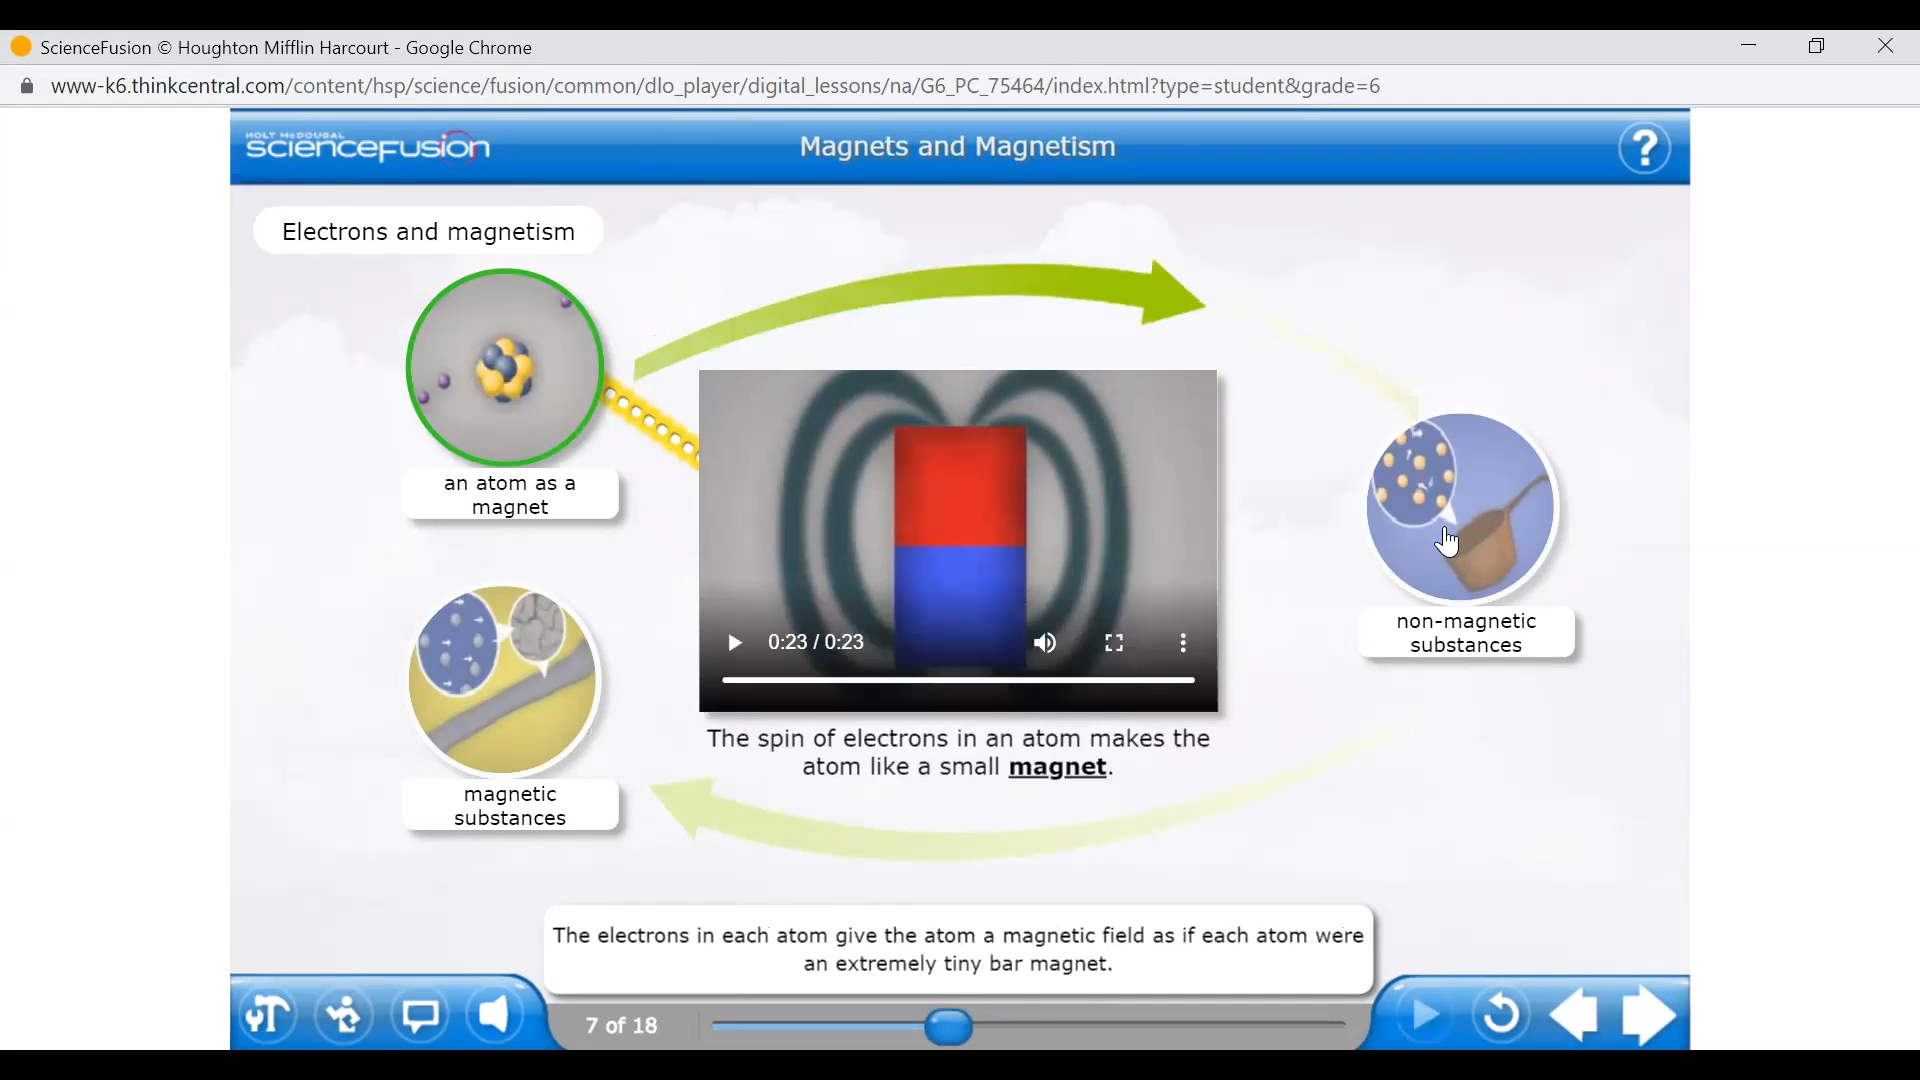 ScienceFusion © Houghton Mifflin Harcourt - Google Chrome
www-k6.thinkcentral.com/content/hsp/science/fusion/common/dlo_player/digital_lessons/na/G6_PC_75464/index.html?type=student&grade=6
HOLT McDOUGAL
scienceFusion
Magnets and Magnetism
?
Electrons and magnetism
an atom as a
magnet
non-magnetic
substances
0:23 / 0:23
The spin of electrons in an atom makes the
atom like a small magnet.
magnetic
substances
The electrons in each atom give the atom a magnetic field as if each atom were
an extremely tiny bar magnet.
7 of 18